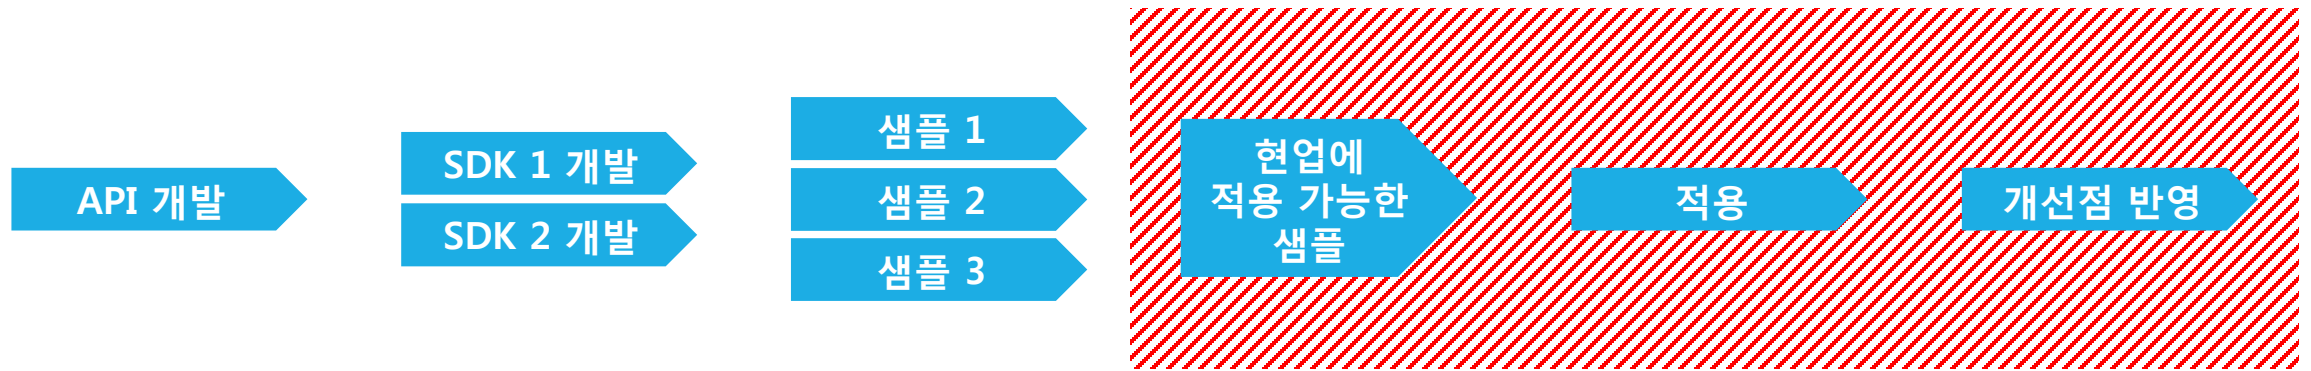 API 개발
SDK 1 개발
SDK 2 개발
샘플 1
샘플 2
샘플 3
현업에
적용 가능한
샘플
적용
개선점 반영